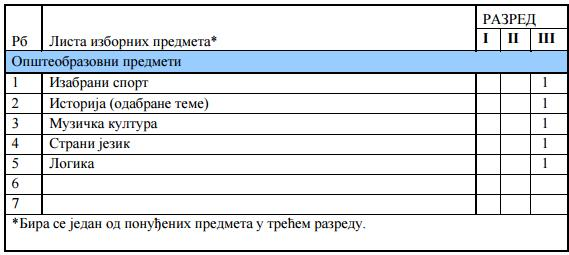 РАЗРЕД
Рб Листа изборних предмета* I II III
Општеобразовни предмети
1 Изабрани спорт 1
2 Историја (одабране теме) 1
3 Музичка култура 1
4 Страни језик 1
5 Логика 1
6
7
*Бира се један од понуђених предмета у трећем разреду.